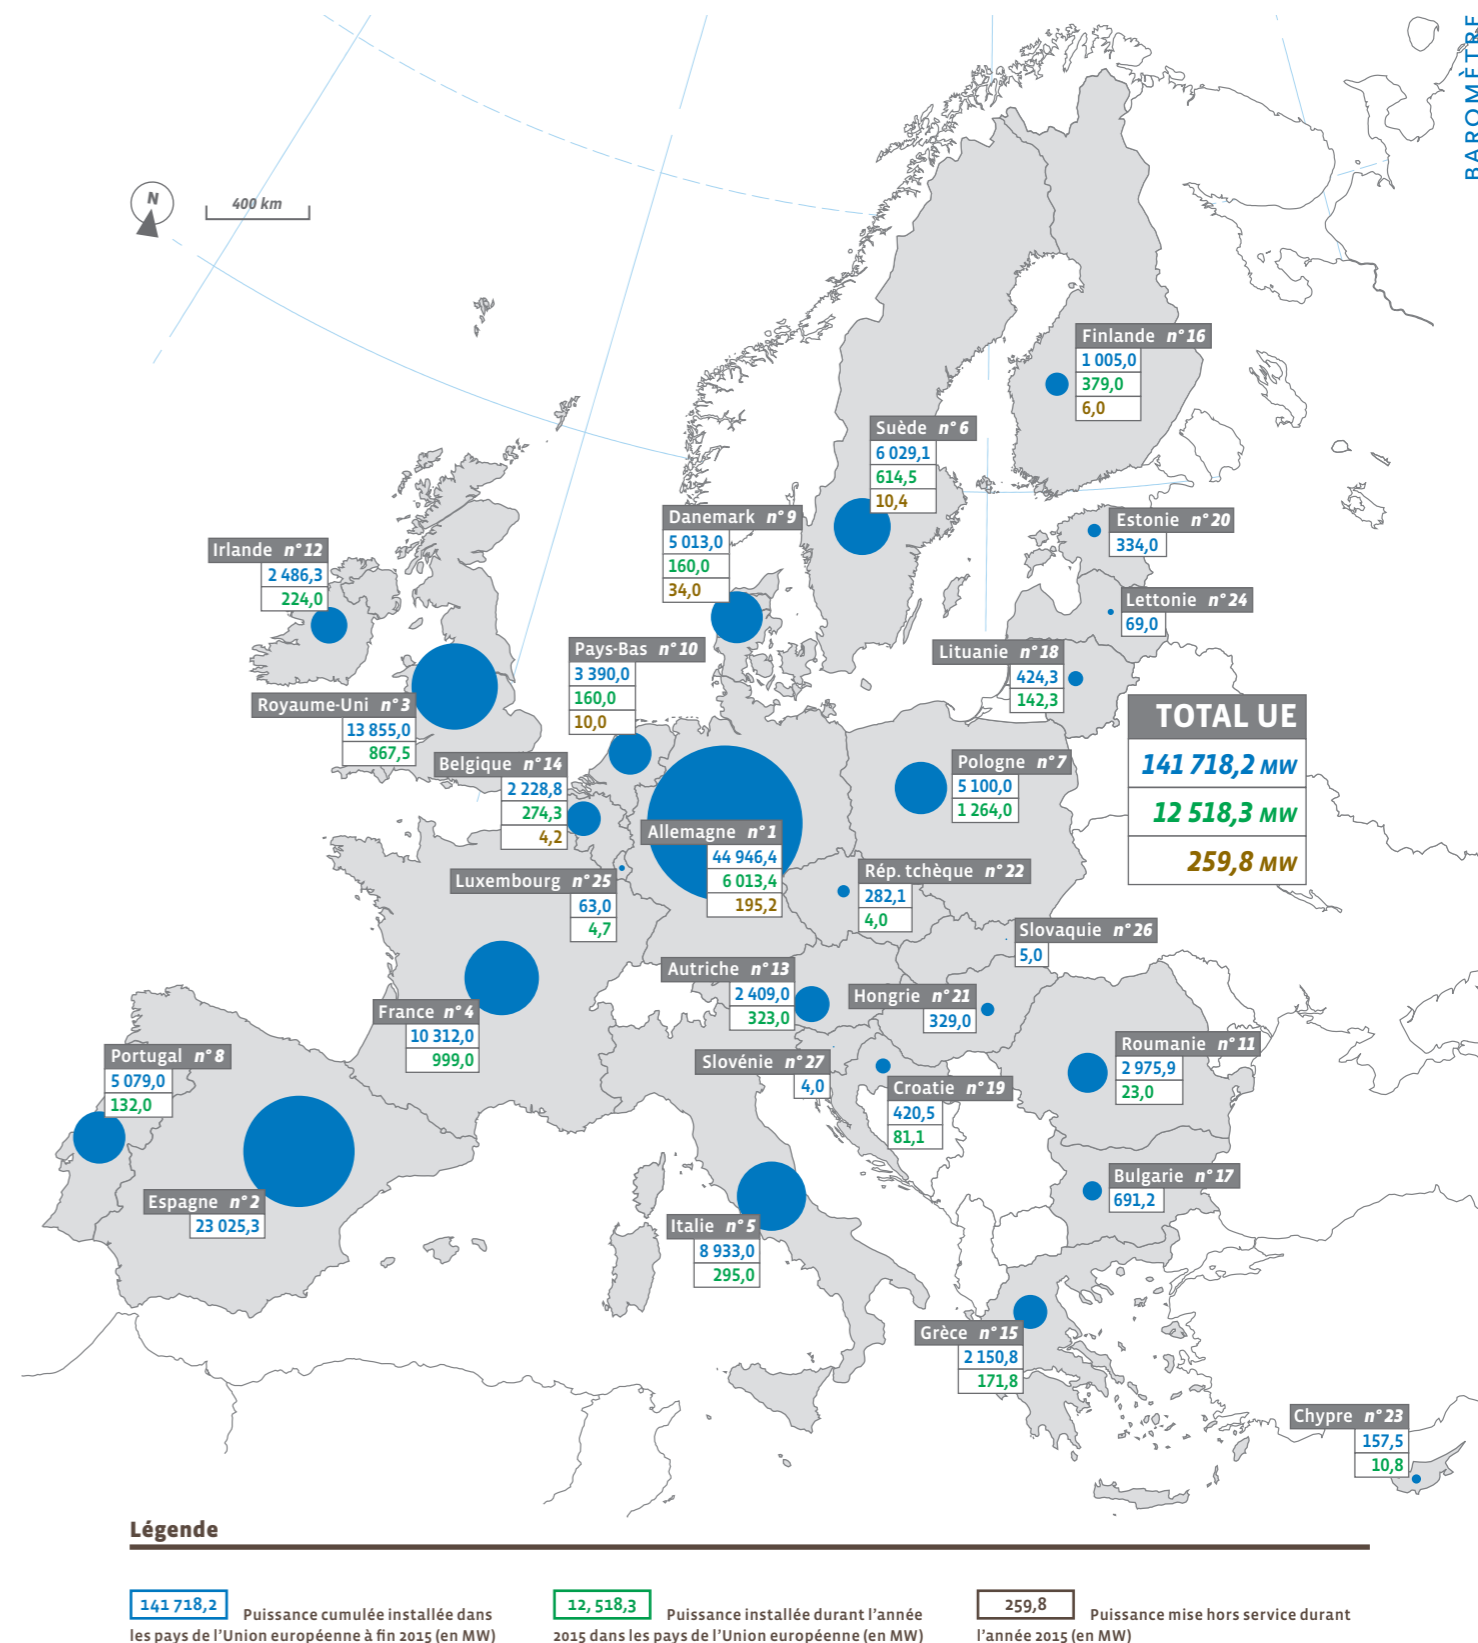 BAROMÈTRE
N
400 km
Finlande n°16
1 005,0
379,0
6,0
Suède n°6
6 029,1
614,5
10,4
Danemark n°9
5 013,0
160,0
34,0
Estonie n°20
334,0
Irlande n°12
2 486,3
224,0
Lettonie n°24
69,0
Pays-Bas n°10
3 390,0
160,0
10,0
Lituanie n°18
424,3
142,3
Royaume-Uni n°3
13 855,0
867,5
TOTAL UE
141 718,2 MW
12 518,3 MW
259,8 MW
Belgique n°14
2 228,8
274,3
4,2
Pologne n°7
5 100,0
1 264,0
Allemagne n°1
44 946,4
6 013,4
195,2
Luxembourg n°25
63,0
4,7
Rép. tchèque n°22
282,1
4,0
Slovaquie n°26
5,0
Autriche n°13
2 409,0
323,0
Hongrie n°21
329,0
France n°4
10 312,0
999,0
Portugal n°8
5 079,0
132,0
Slovénie n°27
4,0
Roumanie n°11
2 975,9
23,0
Croatie n°19
420,5
81,1
Espagne n°2
23 025,3
Bulgarie n°17
691,2
Italie n°5
8 933,0
295,0
Grèce n°15
2 150,8
171,8
Chypre n°23
157,5
10,8
Légende
141 718,2 Puissance cumulée installée dans
les pays de l'Union européenne à fin 2015 (en MW)
12, 518,3 Puissance installée durant l'année
2015 dans les pays de l'Union européenne (en MW)
259,8 Puissance mise hors service durant
l'année 2015 (en MW)